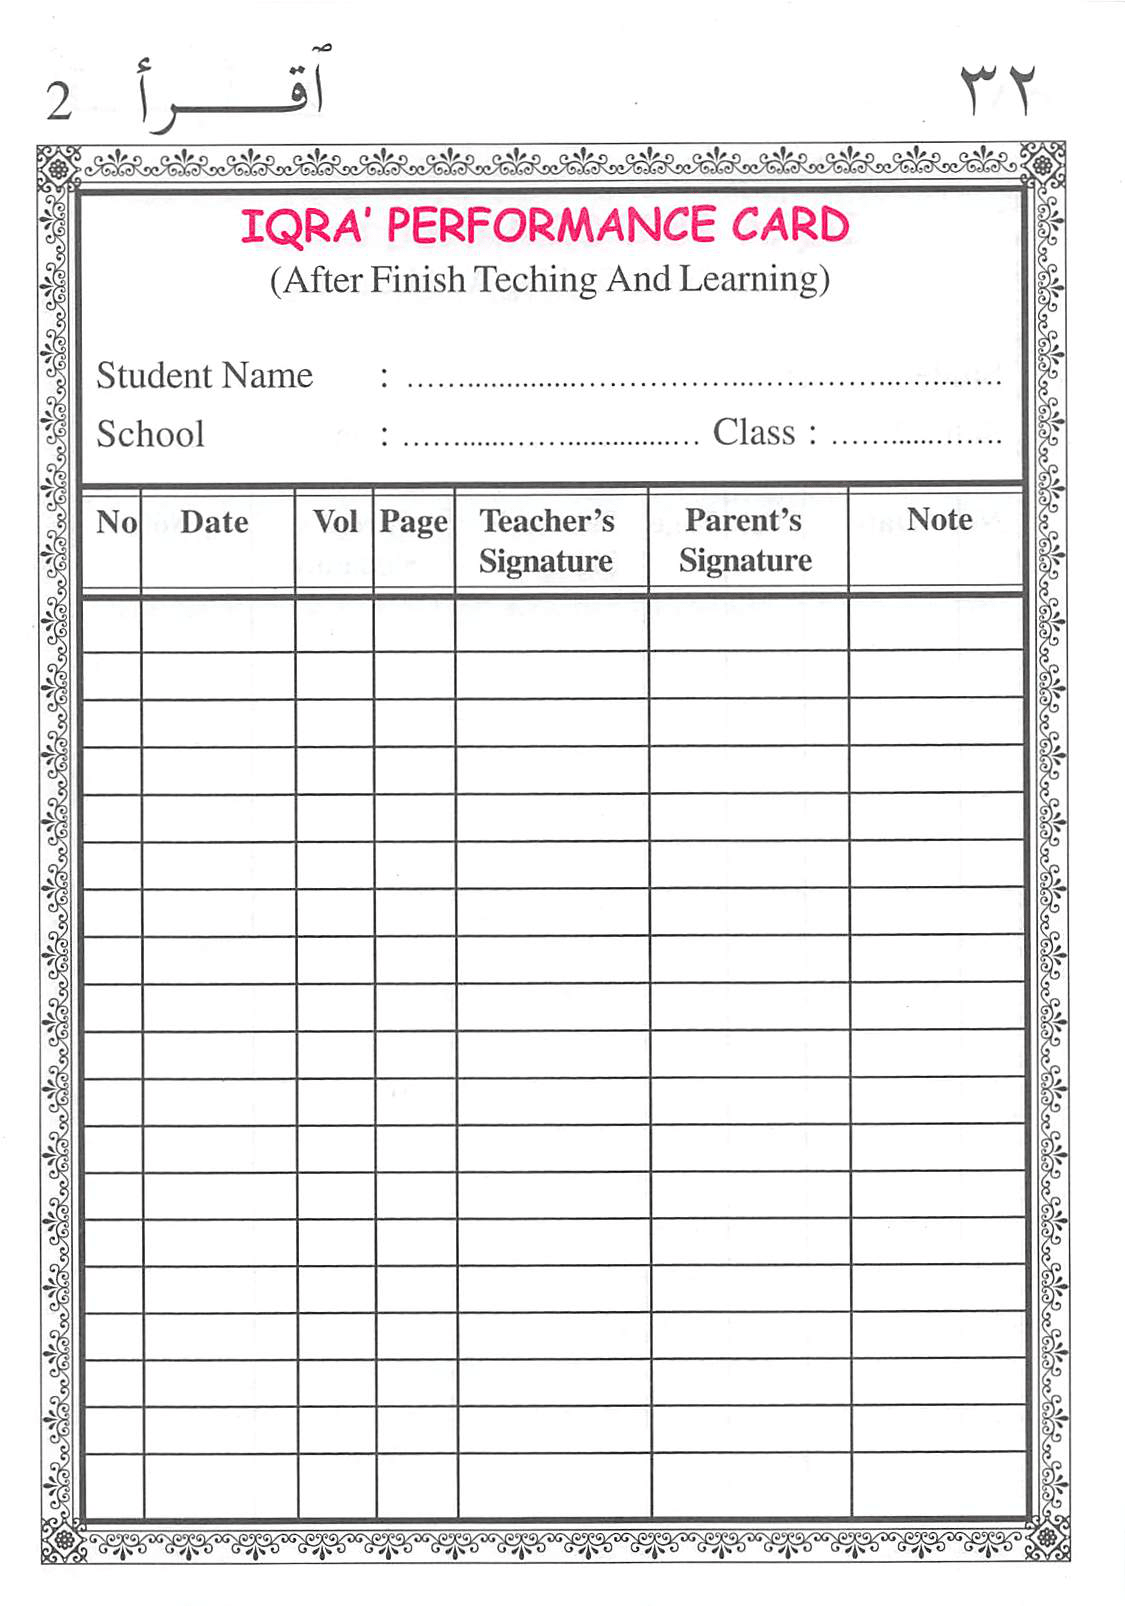 2 ٱقـــرأ ٣٢
IQRA' PERFORMANCE CARD
(After Finish Teching And Learning)
Student Name : ............................................................
School : ................................ Class : ..................
No Date Vol Page Teacher’s Signature Parent’s Signature Note